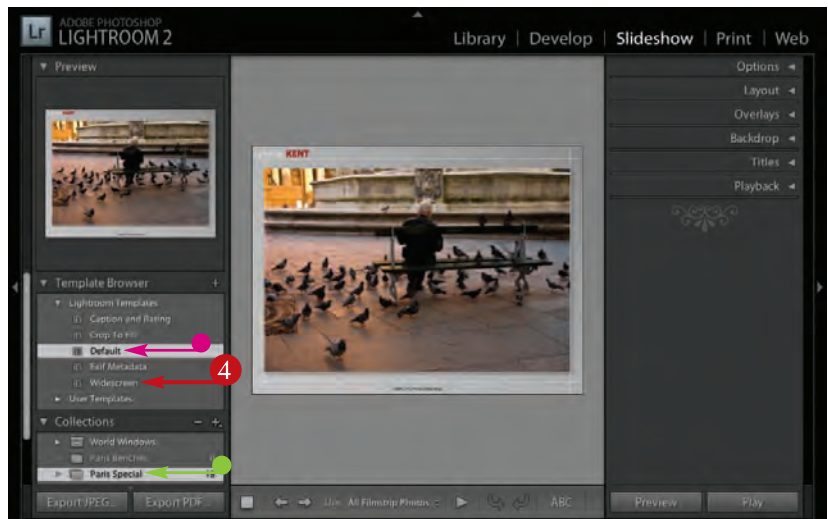 Lr
ADOBE PHOTOSHOP
LIGHTROOM 2
Library | Develop | Slideshow | Print | Web
Preview
KENT
Template Browser +
Lightroom Templates
Caption and Rating
Crop To Fill
Default
Exif Metadata
Widescreen
4
User Templates
Collections - +
World Windows
Paris Benches
Paris Special
Export JPEG... Export PDF...
KENT
Use: All Filmstrip Photos
ABC
Options
Layout
Overlays
Backdrop
Titles
Playback
Preview Play